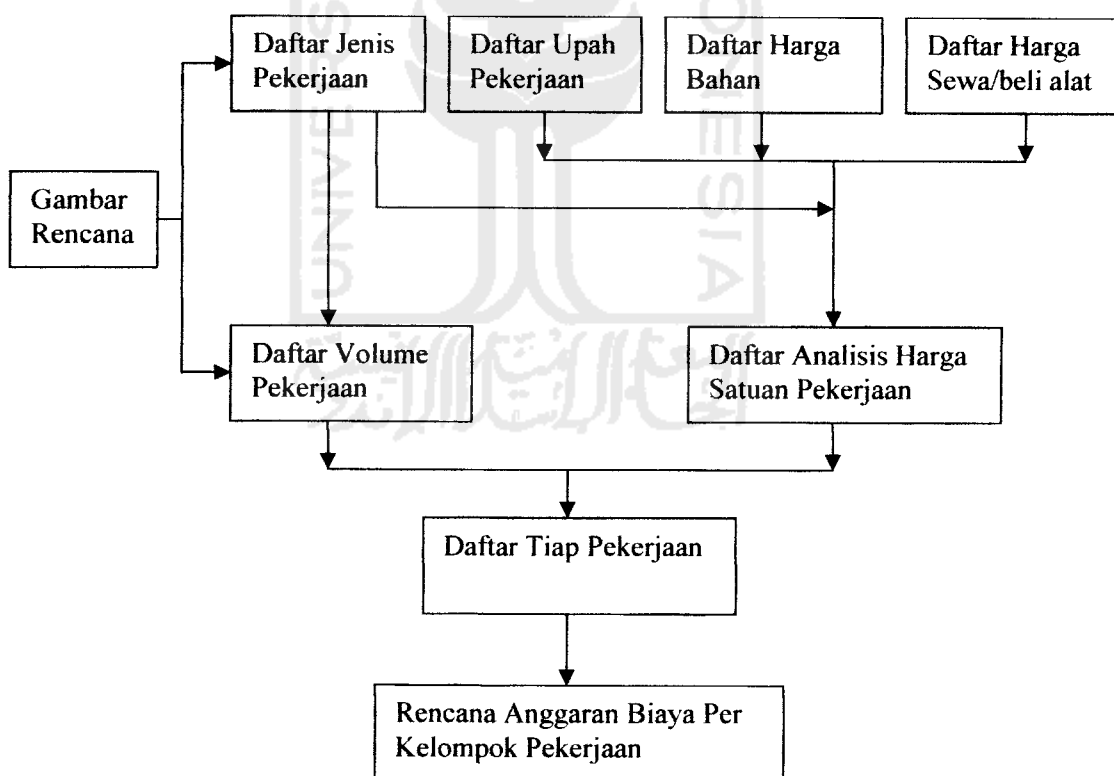 Daftar Jenis
Pekerjaan
Daftar Upah
Pekerjaan
Daftar Harga
Bahan
Daftar Harga
Sewa/beli alat
Gambar
Rencana
Daftar Volume
Pekerjaan
Daftar Analisis Harga
Satuan Pekerjaan
Daftar Tiap Pekerjaan
Rencana Anggaran Biaya Per
Kelompok Pekerjaan